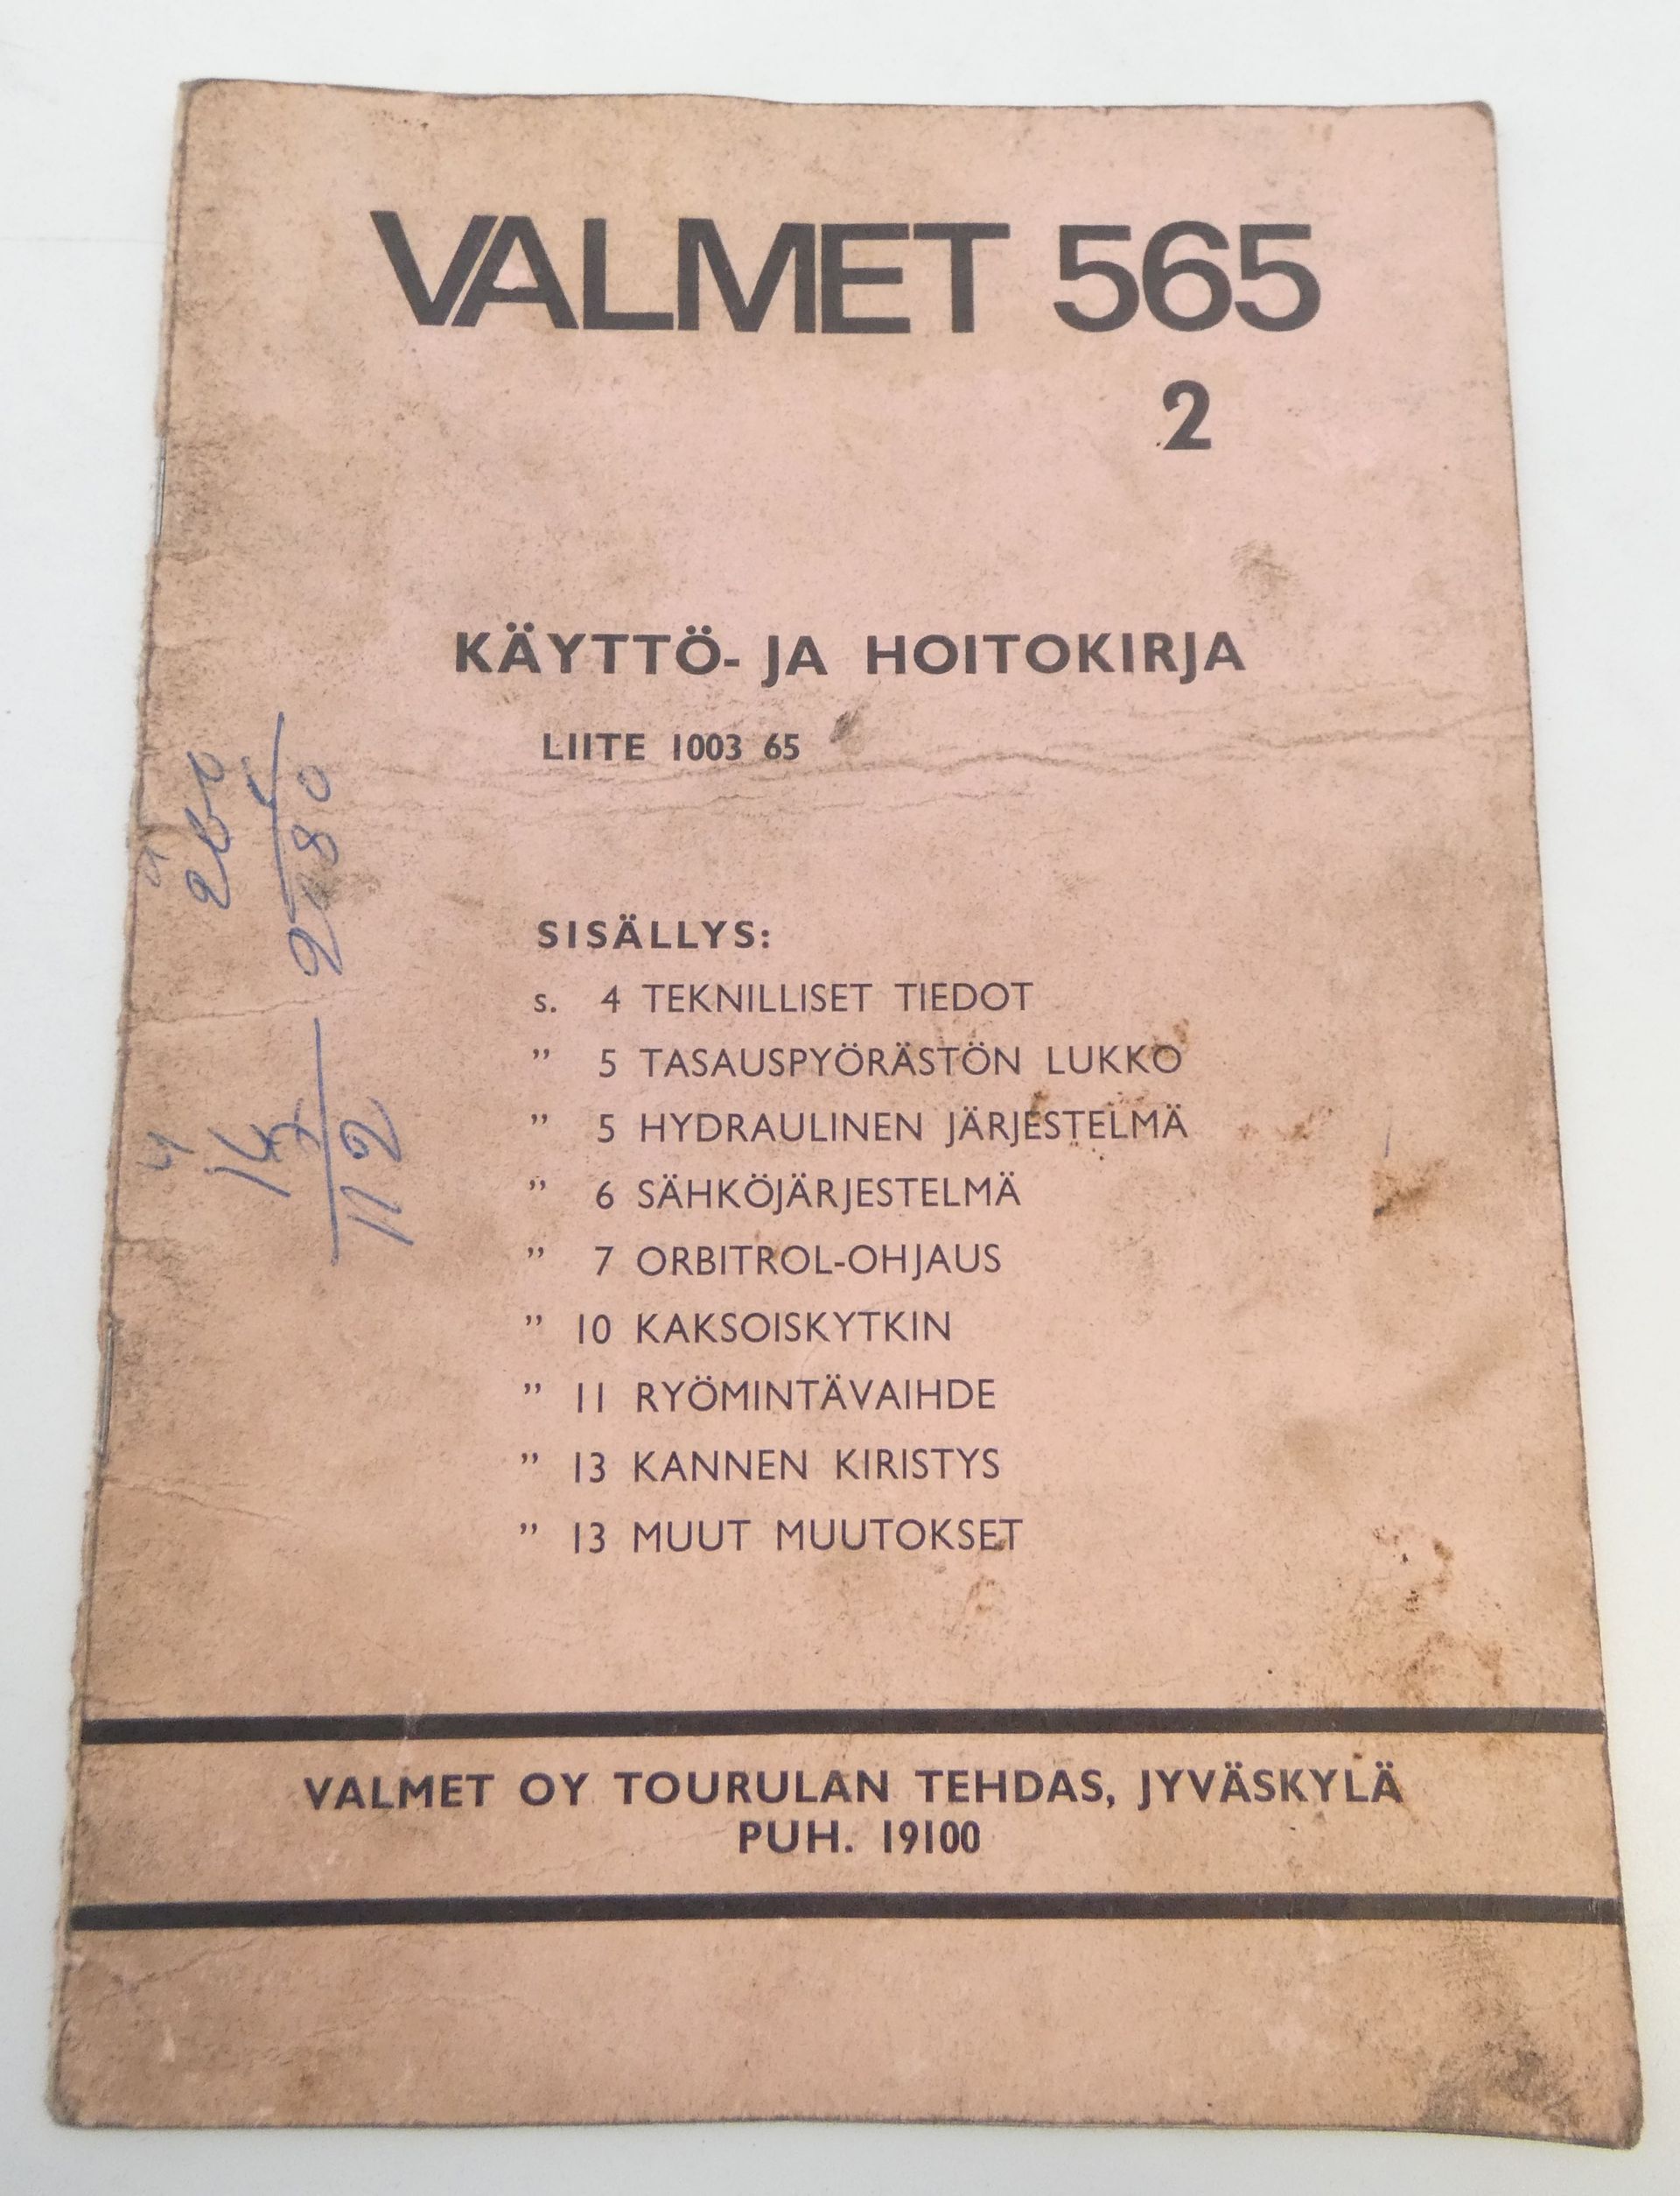 VALMET 565
2
KÄYTTÖ- JA HOITOKIRJA
LIITE 1003 65
SISÄLLYS:
s. 4 TEKNILLISET TIEDOT
” 5 TASAUSPYÖRÄSTÖN LUKKO
” 5 HYDRAULINEN JÄRJESTELMÄ
” 6 SÄHKÖJÄRJESTELMÄ
” 7 ORBITROL-OHJAUS
” 10 KAKSOISKYTKIN
” 11 RYÖMINTÄVAIHDE
” 13 KANNEN KIRISTYS
” 13 MUUT MUUTOKSET
VALMET OY TOURULAN TEHDAS, JYVÄSKYLÄ
PUH. 19100
112